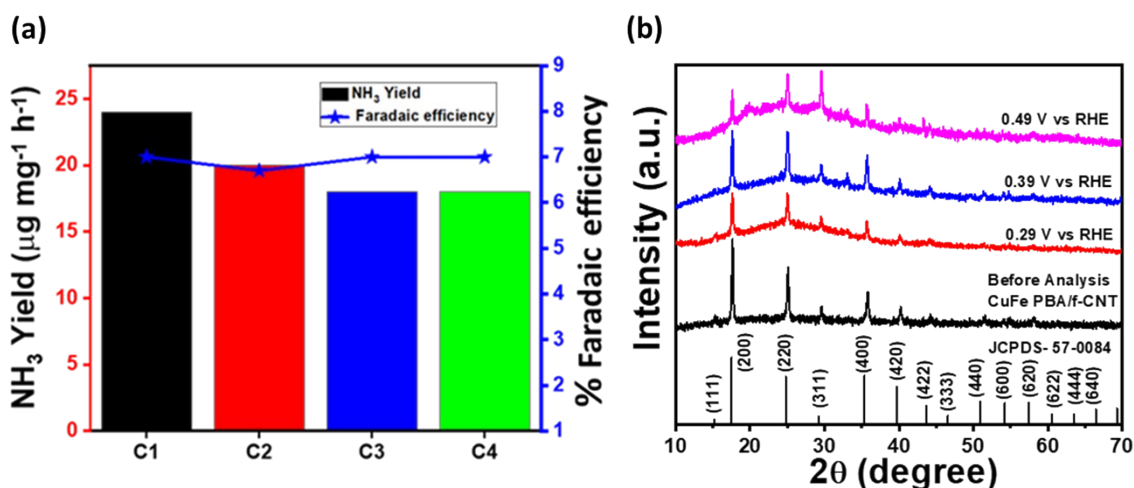 (a)
NH₃ Yield (µg mg⁻¹ h⁻¹)
25
20
15
10
5
0
NH₃ Yield
Faradaic efficiency
9
8
7
6
5
4
3
2
1
% Faradaic efficiency
C1 C2 C3 C4
(b)
Intensity (a.u.)
0.49 V vs RHE
0.39 V vs RHE
0.29 V vs RHE
Before Analysis
CuFe PBA/f-CNT
JCPDS- 57-0084
(111) (200) (220) (311) (400) (420) (422) (333) (440) (600) (620) (622) (444) (640)
10 20 30 40 50 60 70
2θ (degree)